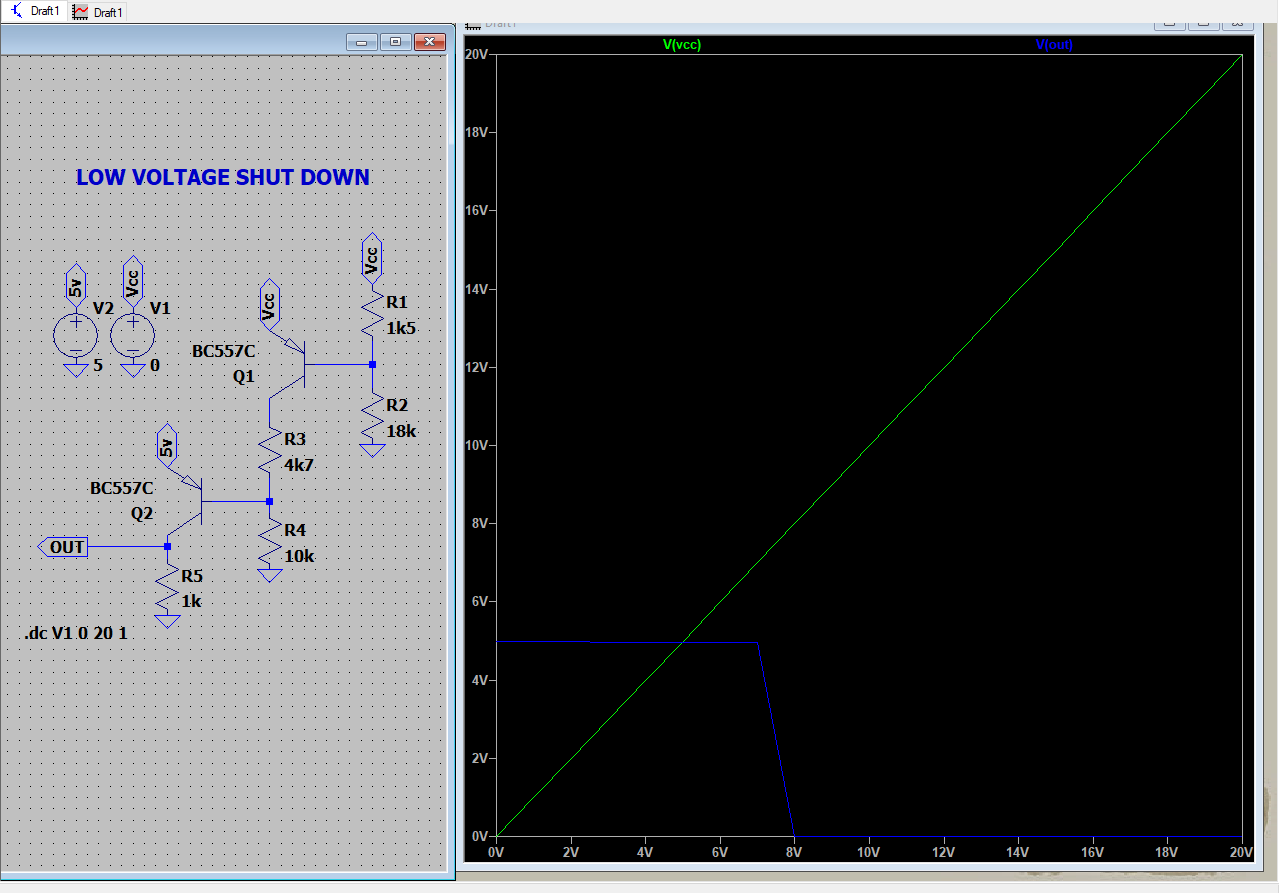 Draft1 Draft1
Draft1
LOW VOLTAGE SHUT DOWN
5v
Vcc
V2
V1
5
0
Vcc
Vcc
R1
1k5
BC557C
Q1
R2
18k
R3
4k7
5v
BC557C
Q2
R4
10k
OUT
R5
1k
.dc V1 0 20 1
V(vcc) V(out)
20V
18V
16V
14V
12V
10V
8V
6V
4V
2V
0V
0V 2V 4V 6V 8V 10V 12V 14V 16V 18V 20V